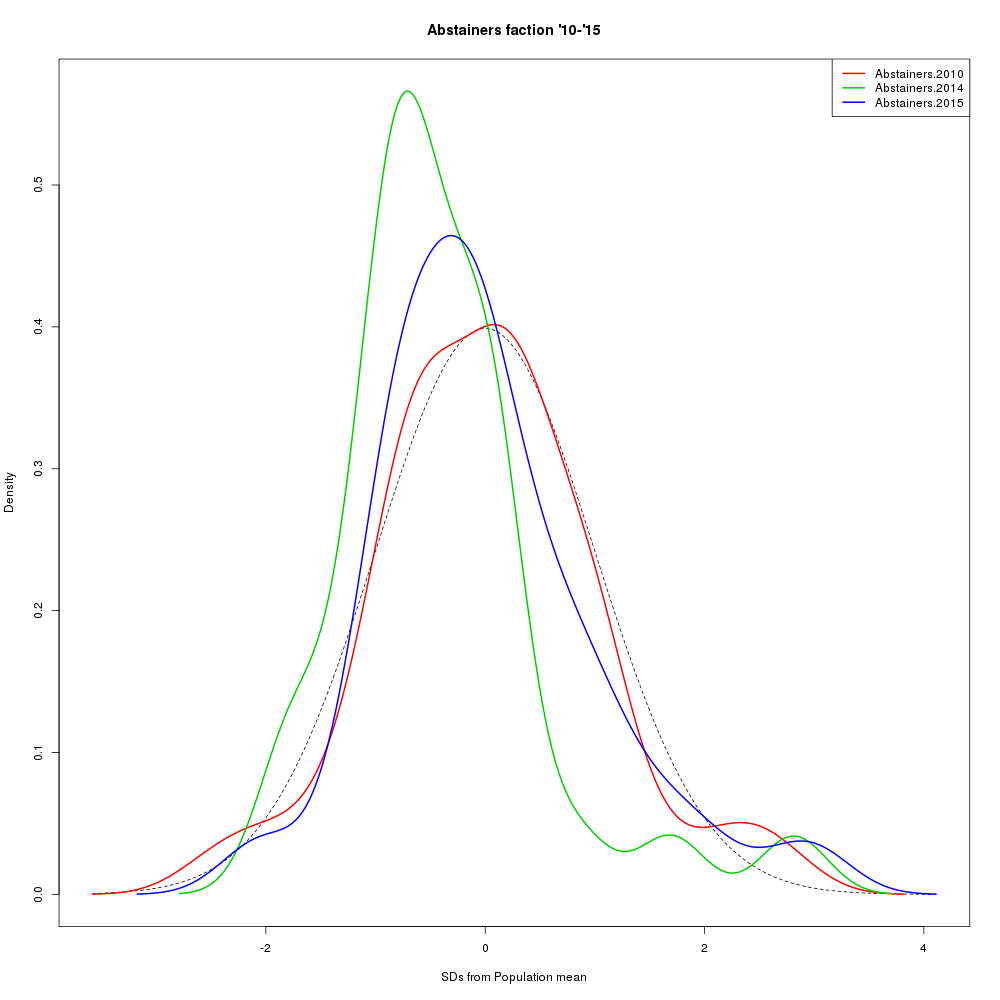 Abstainers faction '10-'15
Abstainers.2010
Abstainers.2014
Abstainers.2015
Density
0.5
0.4
0.3
0.2
0.1
0.0
-2
0
2
4
SDs from Population mean